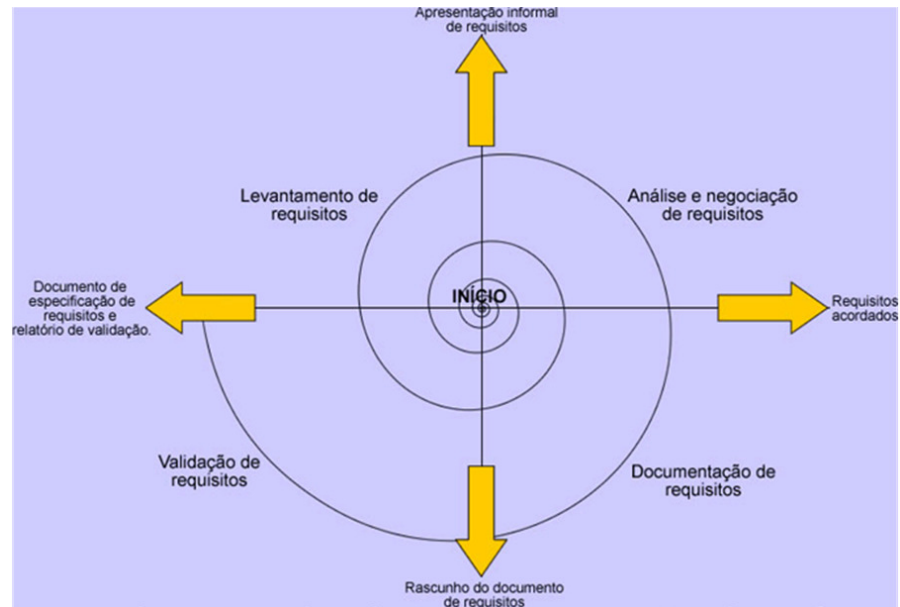 Apresentação informal
de requisitos
Levantamento de
requisitos
Análise e negociação
de requisitos
INÍCIO
Documento de
especificação de
requisitos e
relatório de validação.
Requisitos
acordados
Validação de
requisitos
Documentação de
requisitos
Rascunho do documento
de requisitos